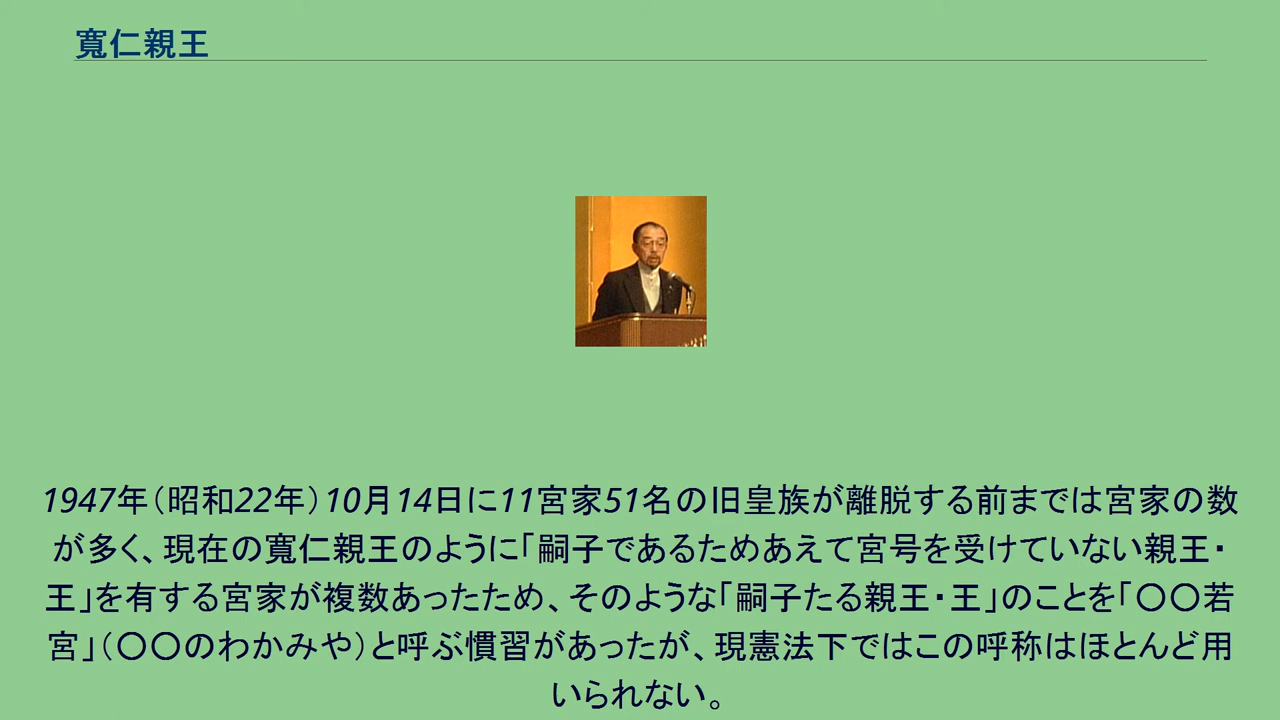 寬仁親王
1947年（昭和22年）10月14日に11宮家51名の旧皇族が離脱する前までは宮家の数
が多く、現在の寬仁親王のように「嗣子であるためあえて宮号を受けていない親王・
王」を有する宮家が複数あったため、そのような「嗣子たる親王・王」のことを「〇〇若
宮」（〇〇のわかみや）と呼ぶ慣習があったが、現憲法下ではこの呼称はほとんど用
いられない。